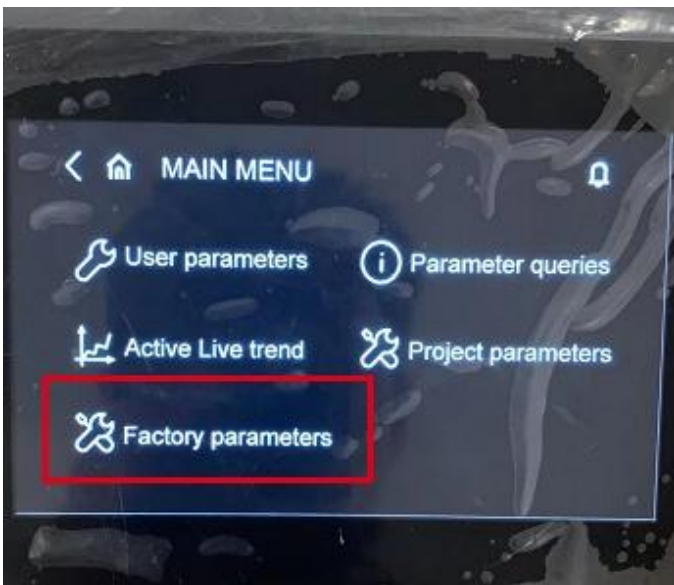 MAIN MENU
User parameters
Parameter queries
Active Live trend
Project parameters
Factory parameters